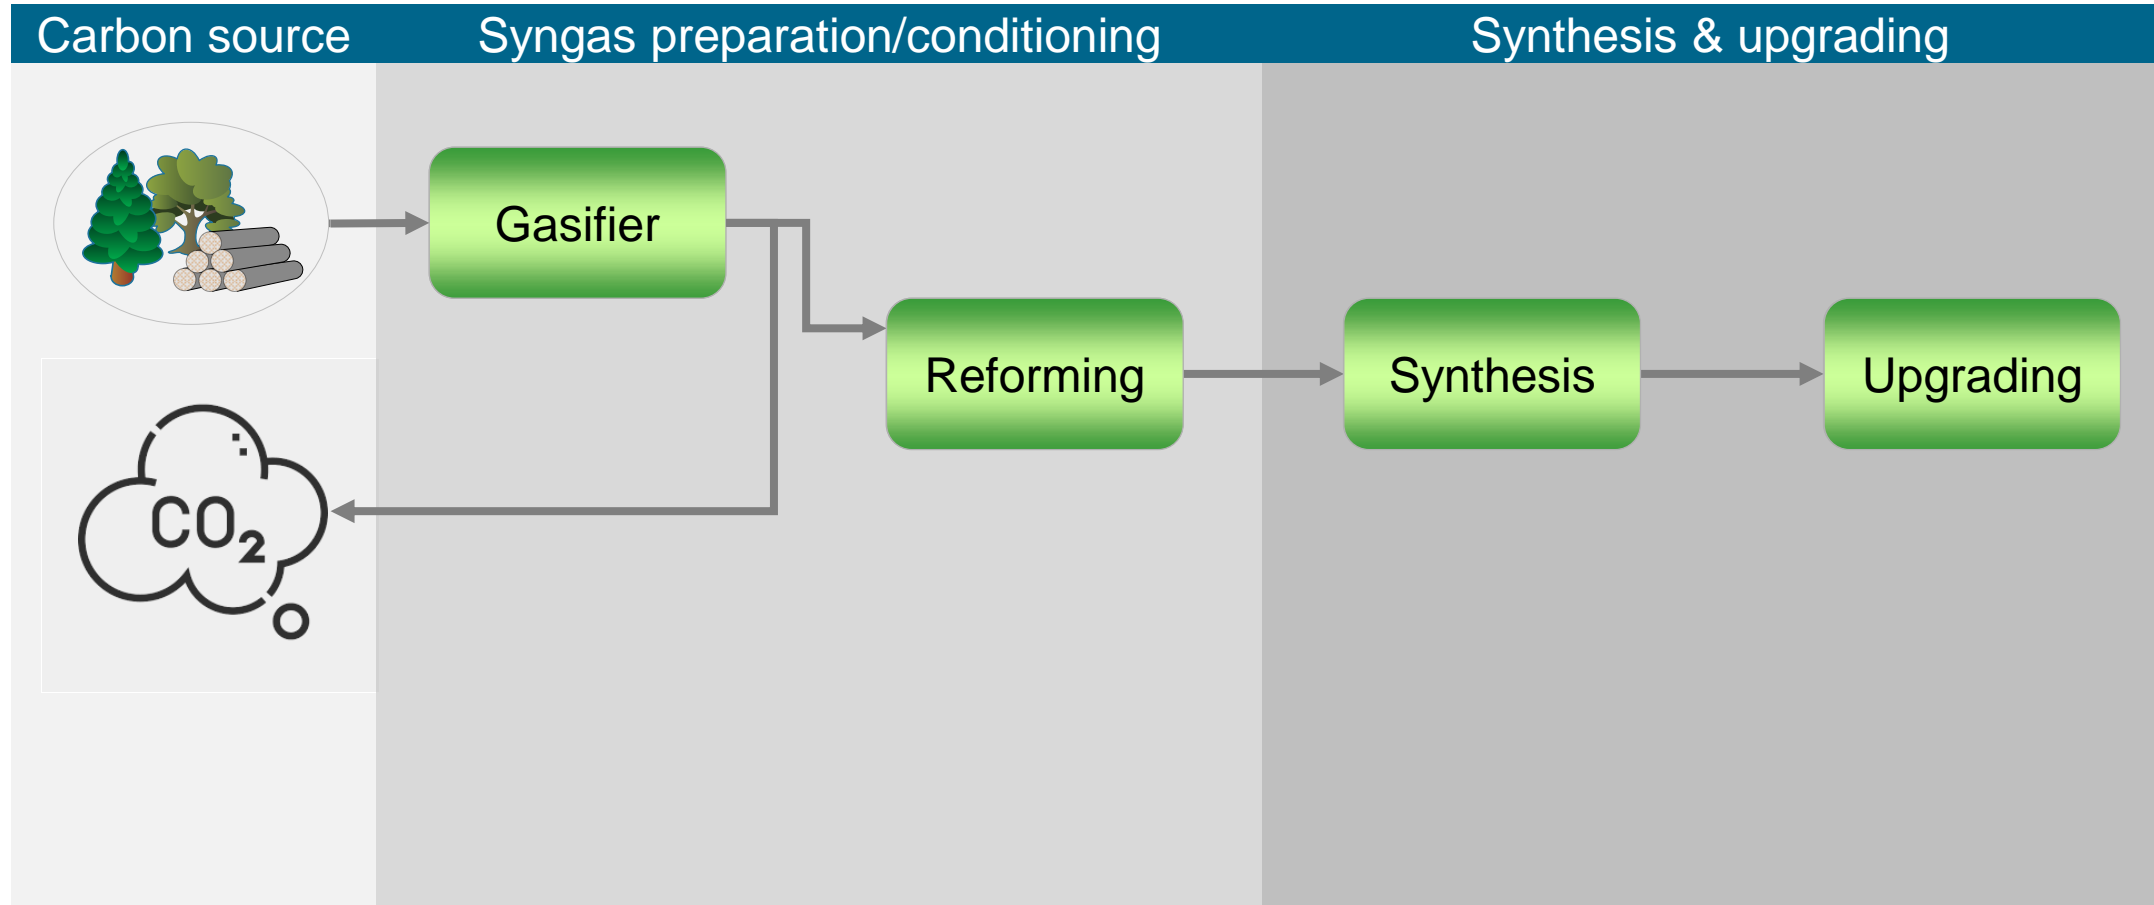 Carbon source
Syngas preparation/conditioning
Synthesis & upgrading
Gasifier
Reforming
Synthesis
Upgrading
CO₂